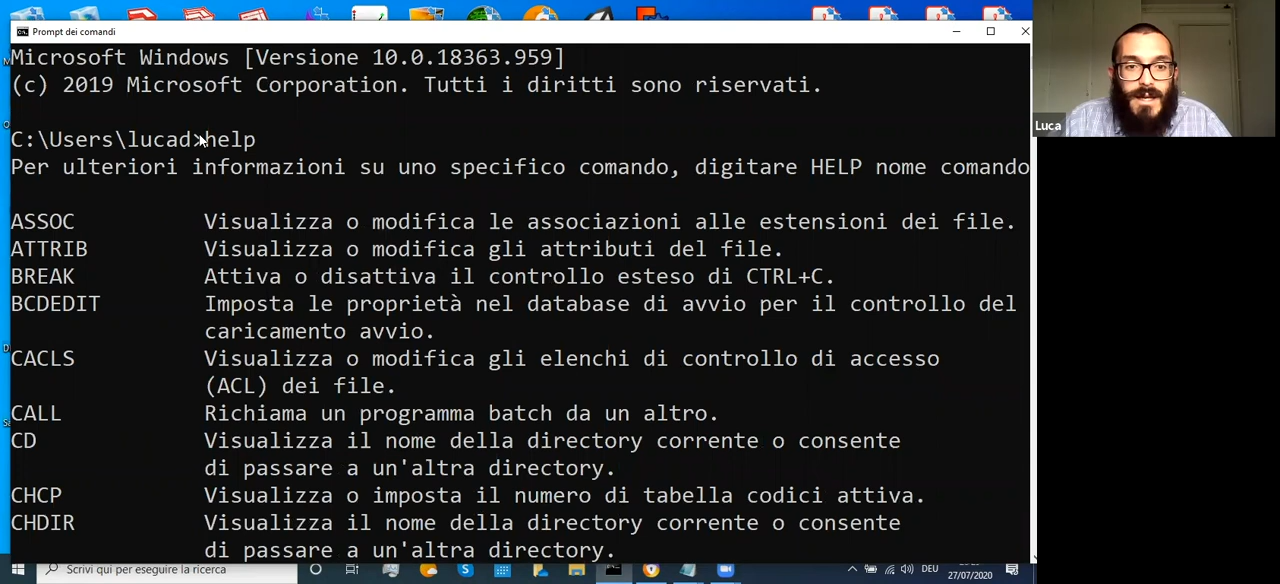 Prompt dei comandi
Microsoft Windows [Versione 10.0.18363.959]
(c) 2019 Microsoft Corporation. Tutti i diritti sono riservati.
C:\Users\lucad>help
Per ulteriori informazioni su uno specifico comando, digitare HELP nome comando
ASSOC Visualizza o modifica le associazioni alle estensioni dei file.
ATTRIB Visualizza o modifica gli attributi del file.
BREAK Attiva o disattiva il controllo esteso di CTRL+C.
BCDEDIT Imposta le proprietà nel database di avvio per il controllo del
caricamento avvio.
CACLS Visualizza o modifica gli elenchi di controllo di accesso
(ACL) dei file.
CALL Richiama un programma batch da un altro.
CD Visualizza il nome della directory corrente o consente
di passare a un'altra directory.
CHCP Visualizza o imposta il numero di tabella codici attiva.
CHDIR Visualizza il nome della directory corrente o consente
di passare a un'altra directory.
Scrivi qui per eseguire la ricerca
DEU
27/07/2020
Luca